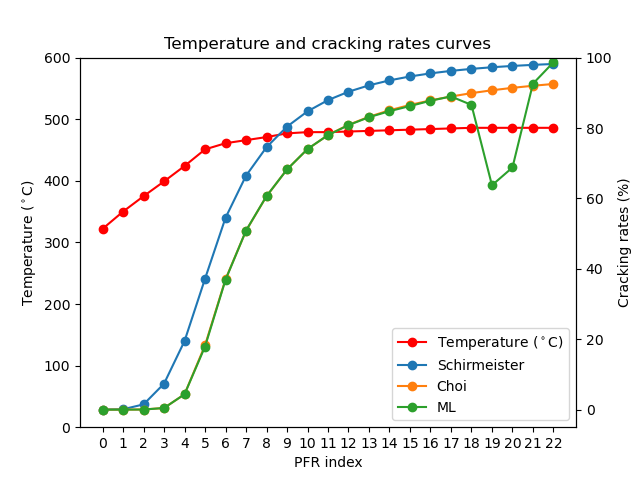 Temperature and cracking rates curves
600
500
400
300
200
100
0
Temperature (°C)
100
80
60
40
20
0
Cracking rates (%)
Temperature (°C)
Schirmeister
Choi
ML
0 1 2 3 4 5 6 7 8 9 10 11 12 13 14 15 16 17 18 19 20 21 22
PFR index